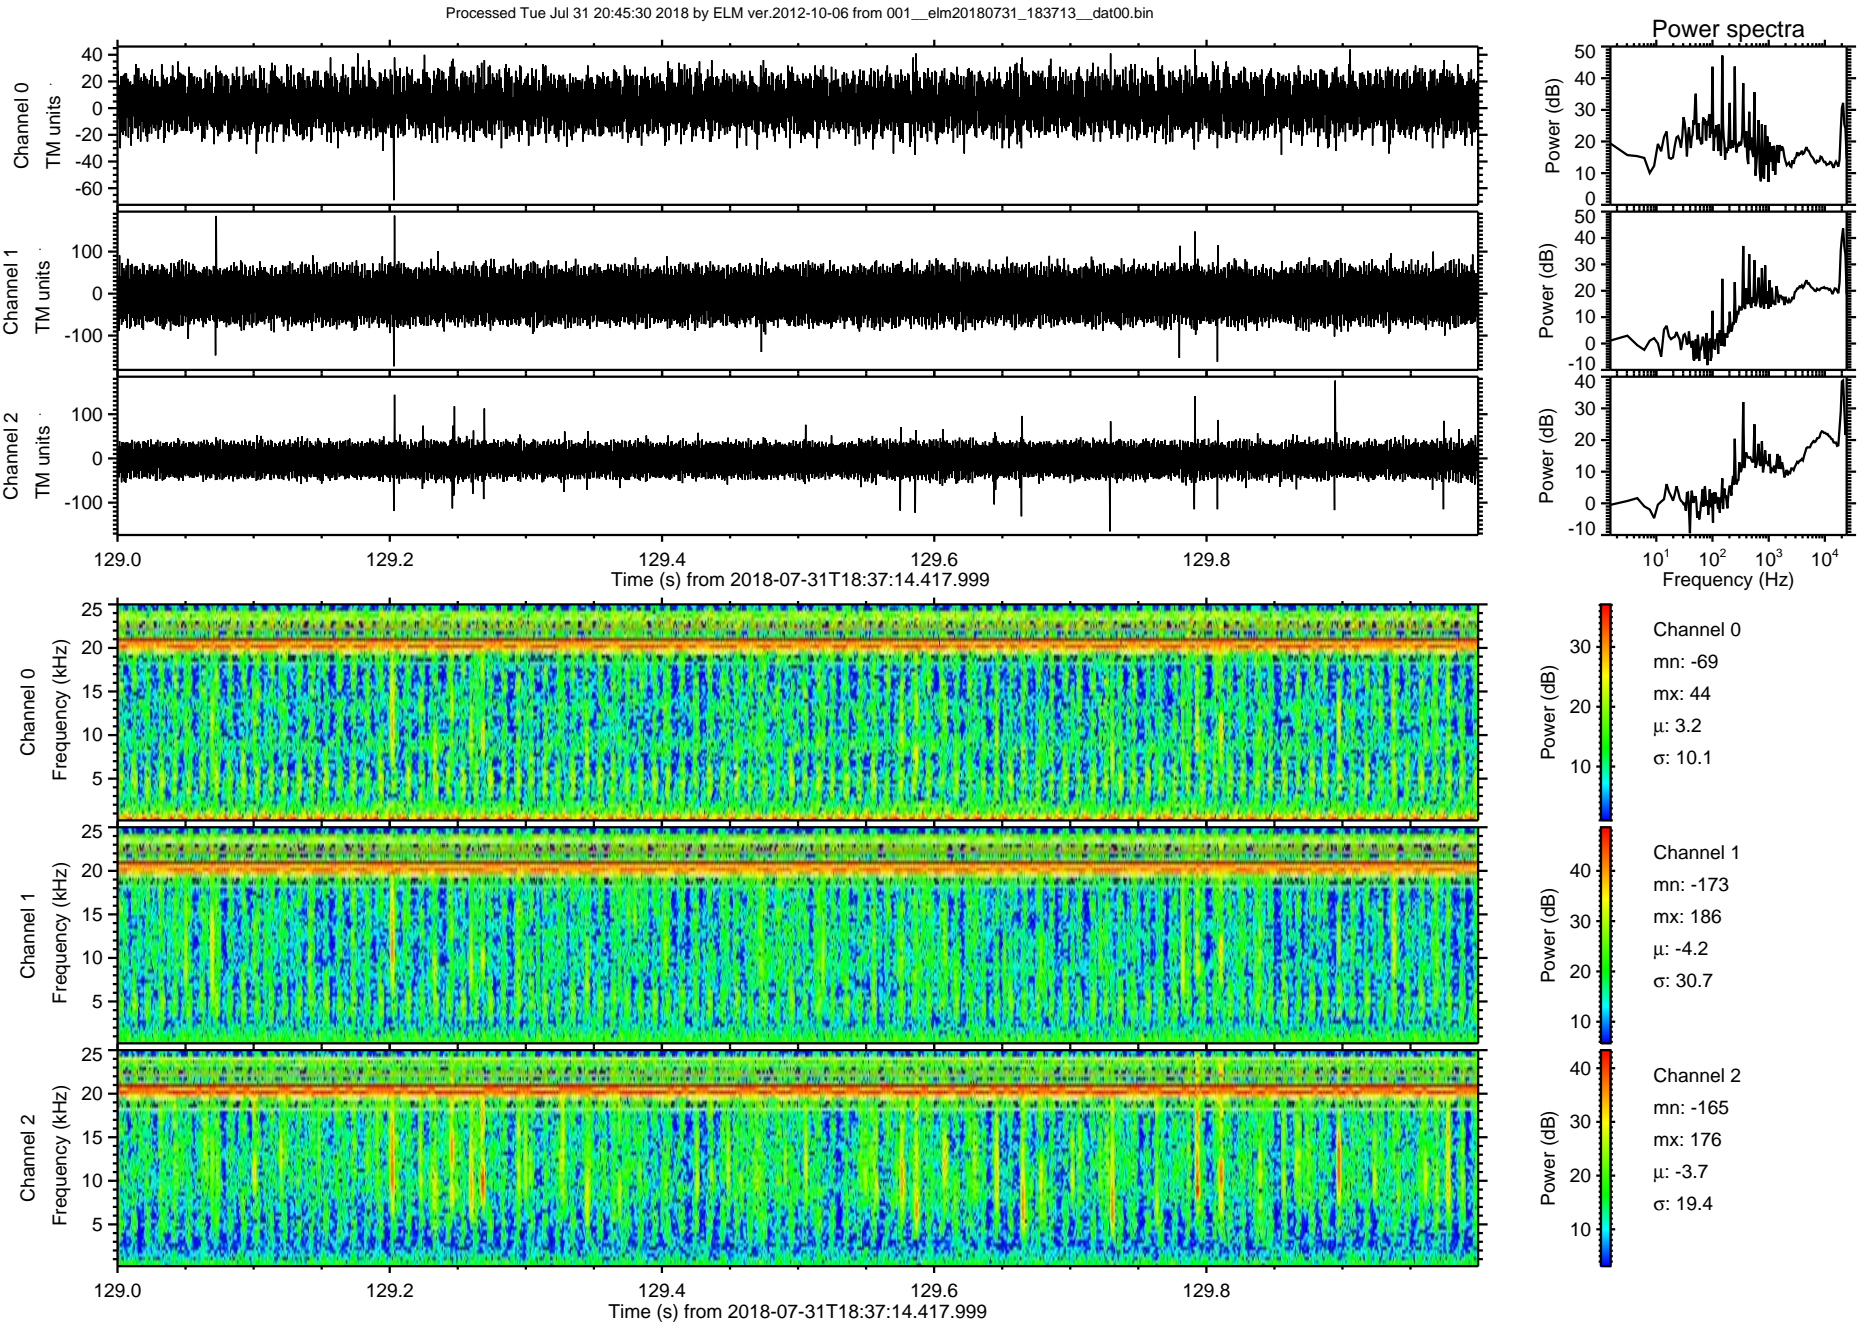 Processed Tue Jul 31 20:45:30 2018 by ELM ver.2012-10-06 from 001__elm20180731_183713__dat00.bin
Power spectra
Channel 0
TM units
40
20
0
-20
-40
-60
Power (dB)
50
40
30
20
10
0
Channel 1
TM units
100
0
-100
Power (dB)
50
40
30
20
10
0
-10
Channel 2
TM units
100
0
-100
Power (dB)
40
30
20
10
0
-10
129.0 129.2 129.4 129.6 129.8
Time (s) from 2018-07-31T18:37:14.417.999
10¹ 10² 10³ 10⁴
Frequency (Hz)
Channel 0
Frequency (kHz)
25
20
15
10
5
Power (dB)
30
20
10
Channel 0
mn: -69
mx: 44
μ: 3.2
σ: 10.1
Channel 1
Frequency (kHz)
25
20
15
10
5
Power (dB)
40
30
20
10
Channel 1
mn: -173
mx: 186
μ: -4.2
σ: 30.7
Channel 2
Frequency (kHz)
25
20
15
10
5
Power (dB)
40
30
20
10
Channel 2
mn: -165
mx: 176
μ: -3.7
σ: 19.4
129.0 129.2 129.4 129.6 129.8
Time (s) from 2018-07-31T18:37:14.417.999